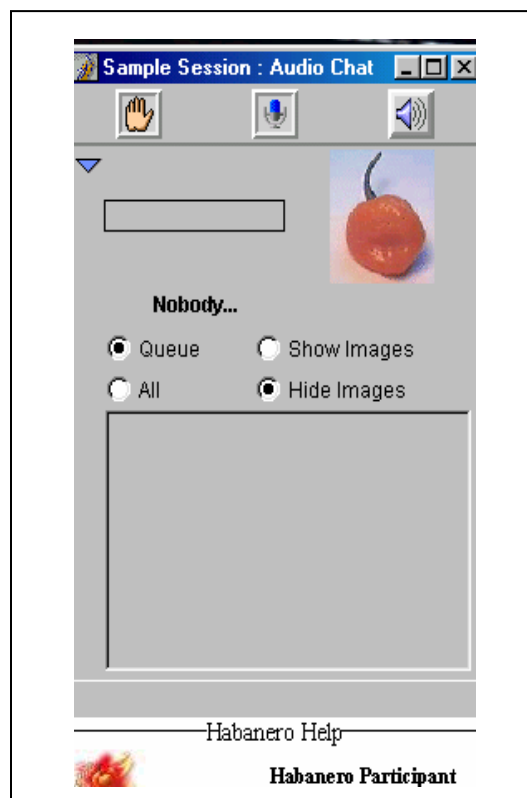 Sample Session : Audio Chat
Nobody...
Queue Show Images
All Hide Images
Habanero Help
Habanero Participant